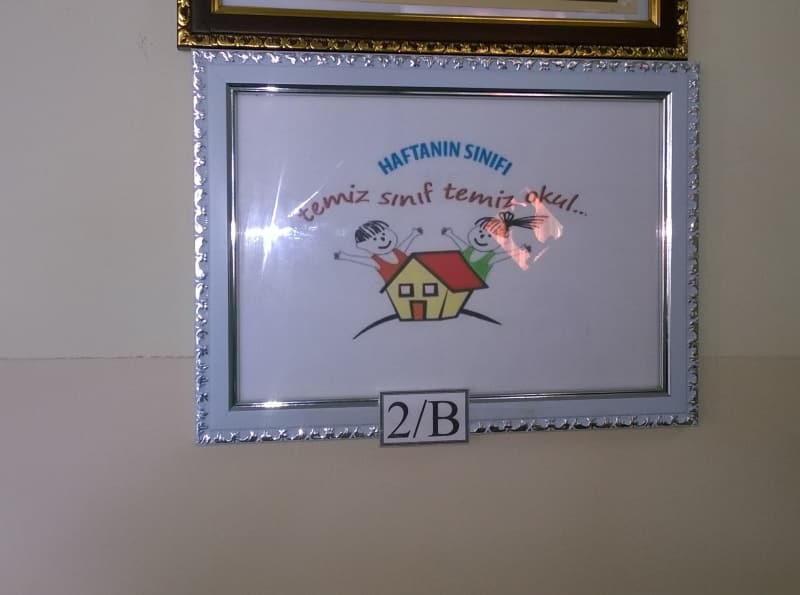 HAFTANIN SINIFI
temiz sınıf temiz okul...
2/B